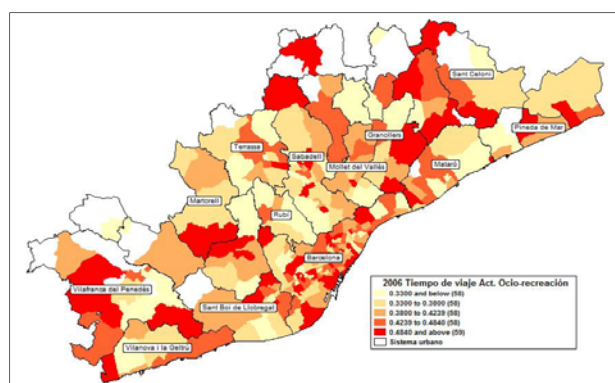 Sant Celoni
Pineda de Mar
Granollers
Terrassa
Sabadell
Mollet del Vallès
Mataró
Martorell
Rubí
Barcelona
Vilafranca del Penedès
Sant Boi de Llobregat
Vilanova i la Geltrú
2006 Tiempo de viaje Act. Ocio-recreación
0.3300 and below (58)
0.3300 to 0.3800 (58)
0.3800 to 0.4239 (58)
0.4239 to 0.4840 (58)
0.4840 and above (59)
Sistema urbano